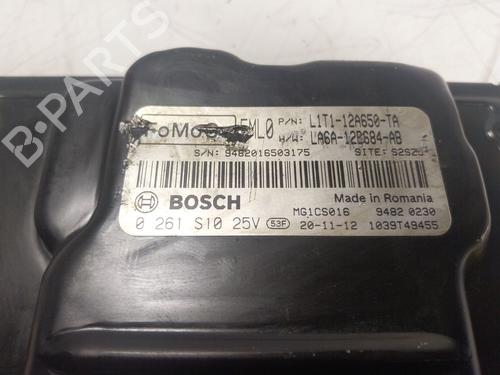 B-PARTS
FoMoCo EML0 P/N: L1T1-12A650-TA
H/W: LA6A-12B684-AB
S/N: 9482016503175 SITE: S2S2
BOSCH Made in Romania
MG1CS016 9482 0230
0 261 S10 25V 53F 20-11-12 1039T49455